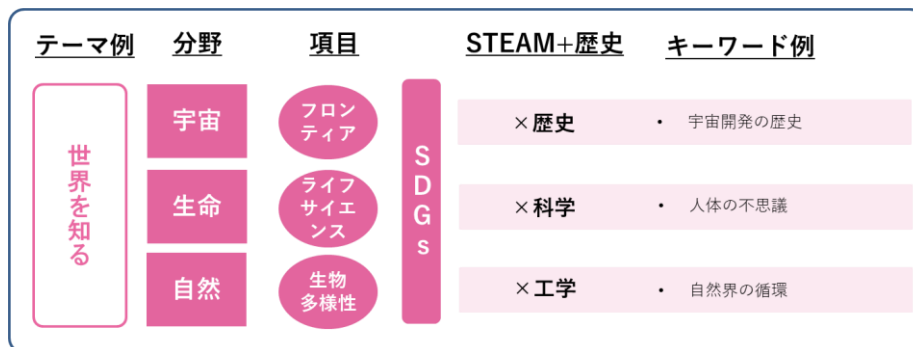 テーマ例 分野 項目 STEAM+歴史 キーワード例
世界を知る
宇宙
フロン
ティア
SDGs
×歴史
• 宇宙開発の歴史
生命
ライフ
サイエ
ンス
×科学
• 人体の不思議
自然
生物
多様性
×工学
• 自然界の循環